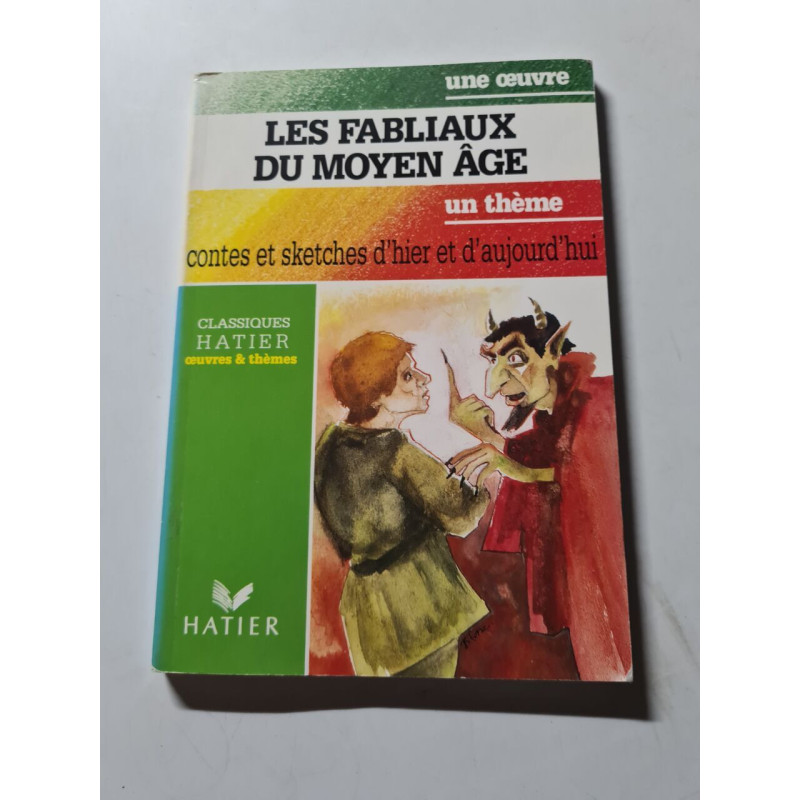 une œuvre
LES FABLIAUX
DU MOYEN ÂGE
un thème
contes et sketches d'hier et d'aujourd'hui
CLASSIQUES
HATIER
œuvres & thèmes
HATIER